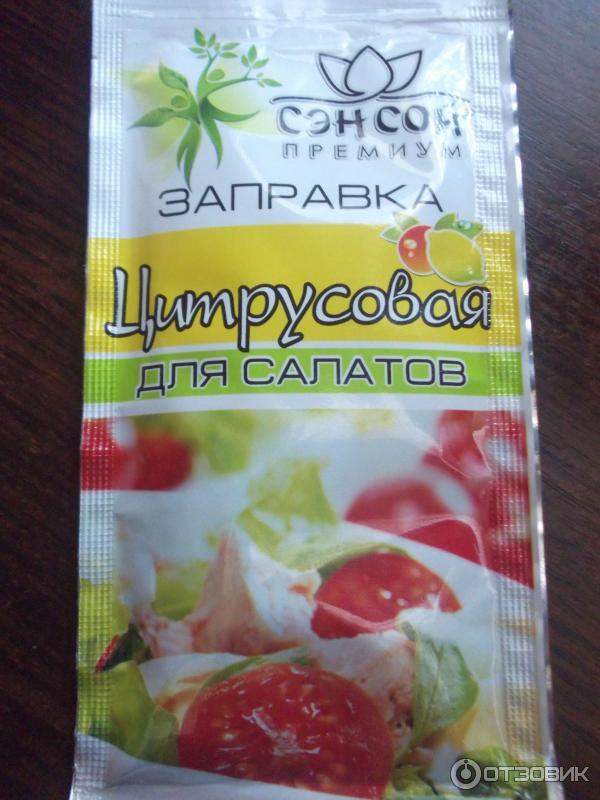 СЭН СОЙ
ПРЕМИУМ
ЗАПРАВКА
Цитрусовая
ДЛЯ САЛАТОВ
ОТЗОВИК